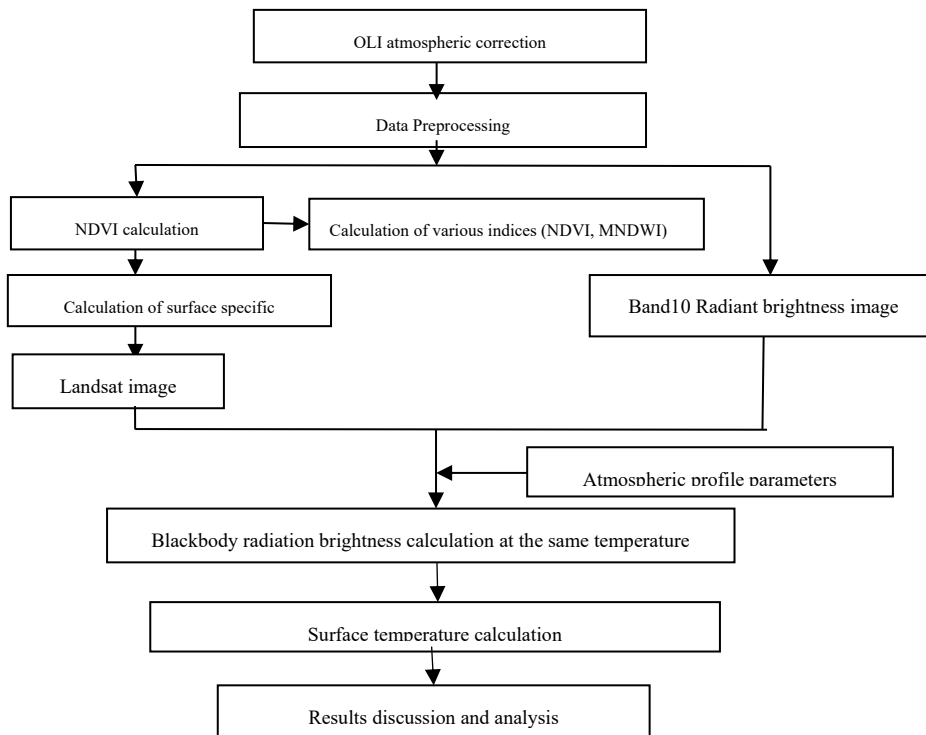 OLI atmospheric correction
Data Preprocessing
NDVI calculation
Calculation of various indices (NDVI, MNDWI)
Calculation of surface specific
Band10 Radiant brightness image
Landsat image
Atmospheric profile parameters
Blackbody radiation brightness calculation at the same temperature
Surface temperature calculation
Results discussion and analysis